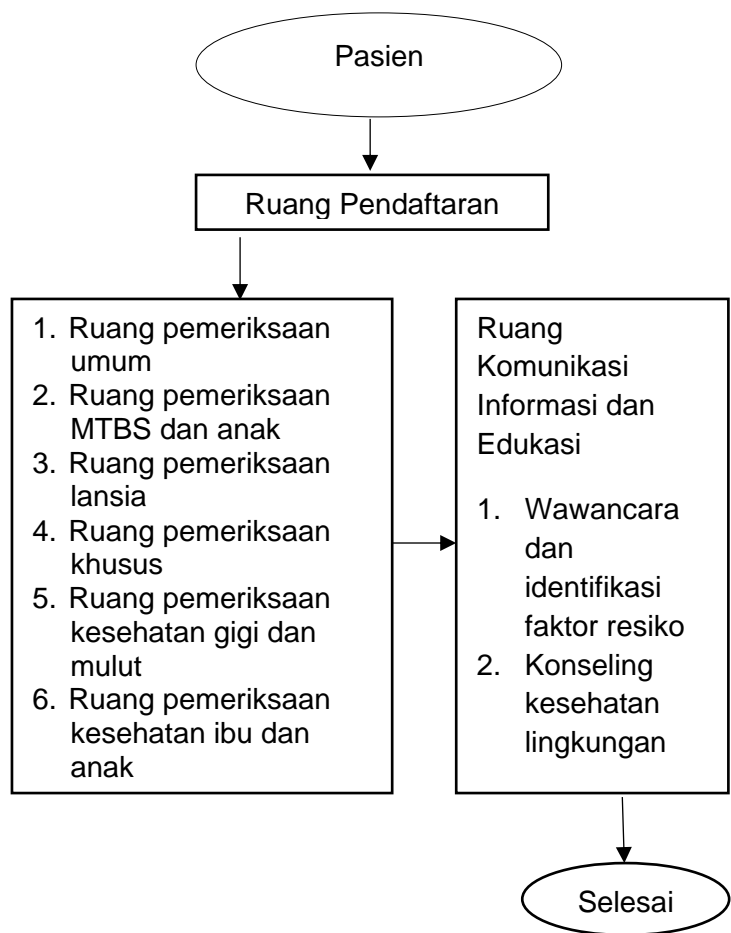 Pasien
Ruang Pendaftaran
1. Ruang pemeriksaan
umum
2. Ruang pemeriksaan
MTBS dan anak
3. Ruang pemeriksaan
lansia
4. Ruang pemeriksaan
khusus
5. Ruang pemeriksaan
kesehatan gigi dan
mulut
6. Ruang pemeriksaan
kesehatan ibu dan
anak
Ruang
Komunikasi
Informasi dan
Edukasi
1. Wawancara
dan
identifikasi
faktor resiko
2. Konseling
kesehatan
lingkungan
Selesai